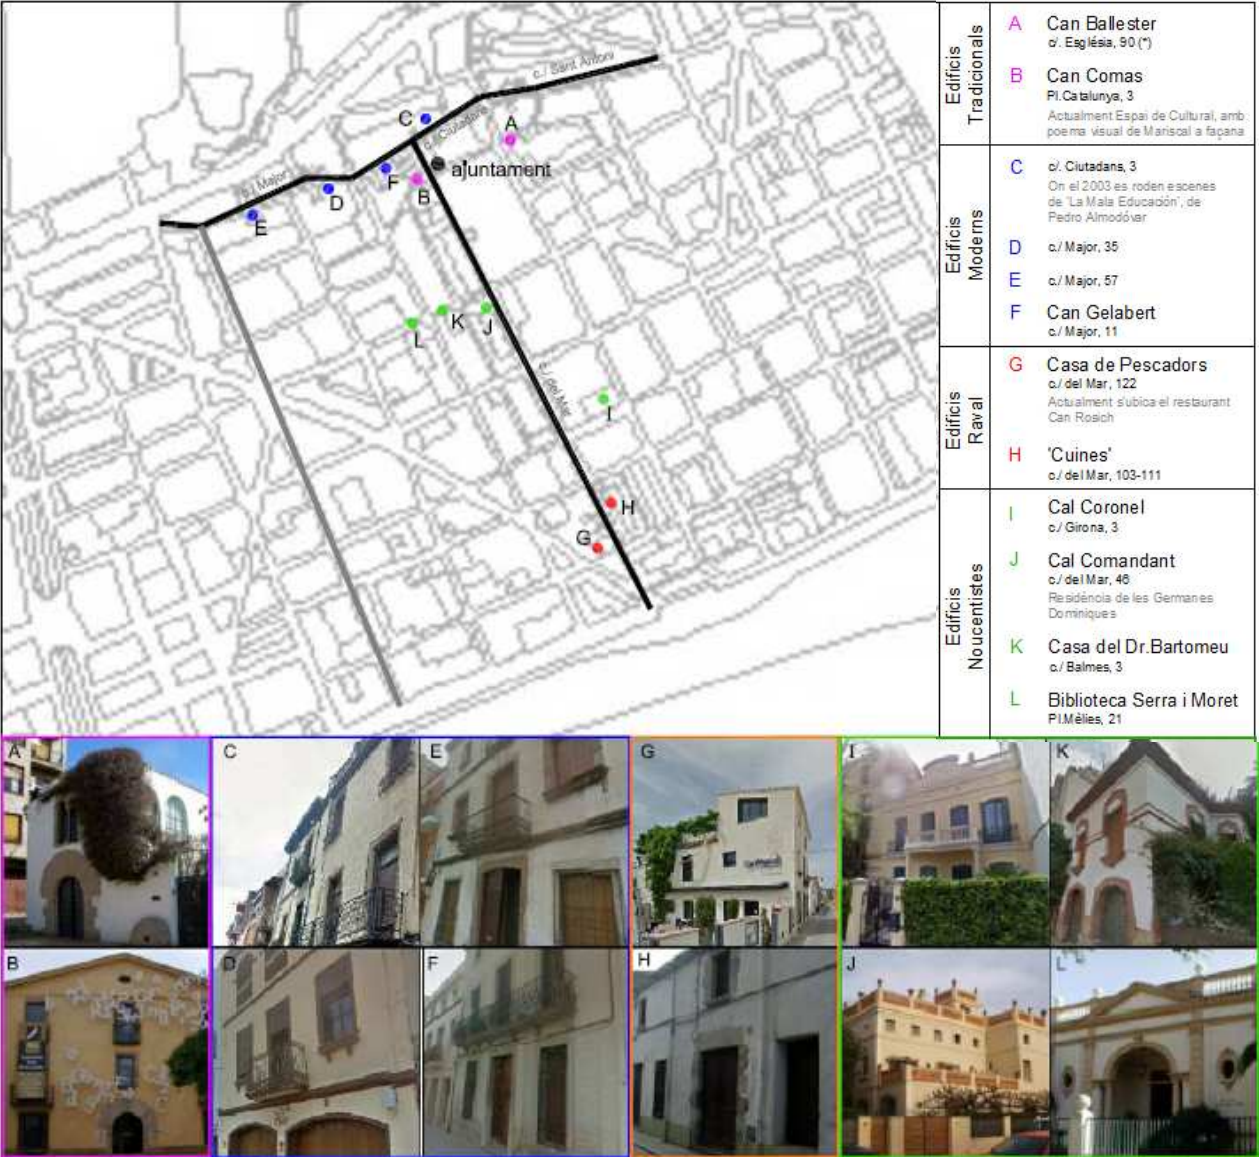 c./ Sant Antoni
c./ Ciutadans
c./ Major
c./ del Mar
C
A
ajuntament
F
B
D
E
K
J
L
I
H
G
Edificis
Tradicionals
A Can Ballester
c/. Església, 90 (*)
B Can Comas
Pl.Catalunya, 3
Actualment Espai de Cultural, amb
poema visual de Mariscal a façana
Edificis
Moderns
C c/. Ciutadans, 3
On el 2003 es roden escenes
de 'La Mala Educación', de
Pedro Almodóvar
D c./ Major, 35
E c./ Major, 57
F Can Gelabert
c./ Major, 11
Edificis
Raval
G Casa de Pescadors
c./ del Mar, 122
Actualment s'ubica el restaurant
Can Rosich
H 'Cuines'
c./ del Mar, 103-111
Edificis
Noucentistes
I Cal Coronel
c./ Girona, 3
J Cal Comandant
c./ del Mar, 46
Residència de les Germanes
Dominiques
K Casa del Dr.Bartomeu
c./ Balmes, 3
L Biblioteca Serra i Moret
Pl.Mélies, 21
A
C
E
G
I
K
B
D
F
H
J
L